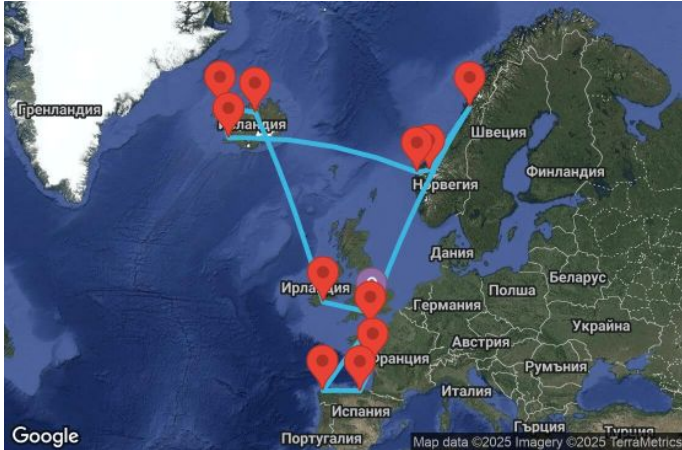 Гренландия
Исландия
Швеция
Финландия
Норвегия
Дания
Беларус
Ирландия
Полша
Германия
Украйна
Австрия
Франция
Румъния
Италия
Испания
Гърция
Турция
Португалия
Google
Map data ©2025 Imagery ©2025 TerraMetrics